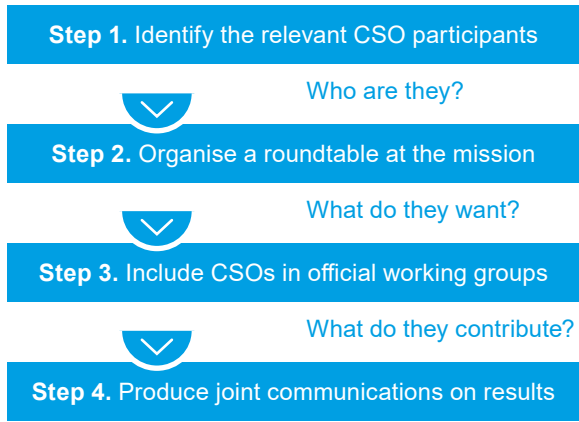 Step 1. Identify the relevant CSO participants
Who are they?
Step 2. Organise a roundtable at the mission
What do they want?
Step 3. Include CSOs in official working groups
What do they contribute?
Step 4. Produce joint communications on results